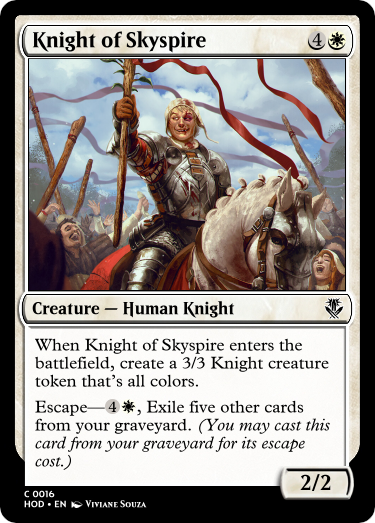 Knight of Skyspire 4
Creature — Human Knight
When Knight of Skyspire enters the
battlefield, create a 3/3 Knight creature
token that's all colors.
Escape—4, Exile five other cards
from your graveyard. (You may cast this
card from your graveyard for its escape
cost.)
2/2
C 0016
HOD • EN Viviane Souza